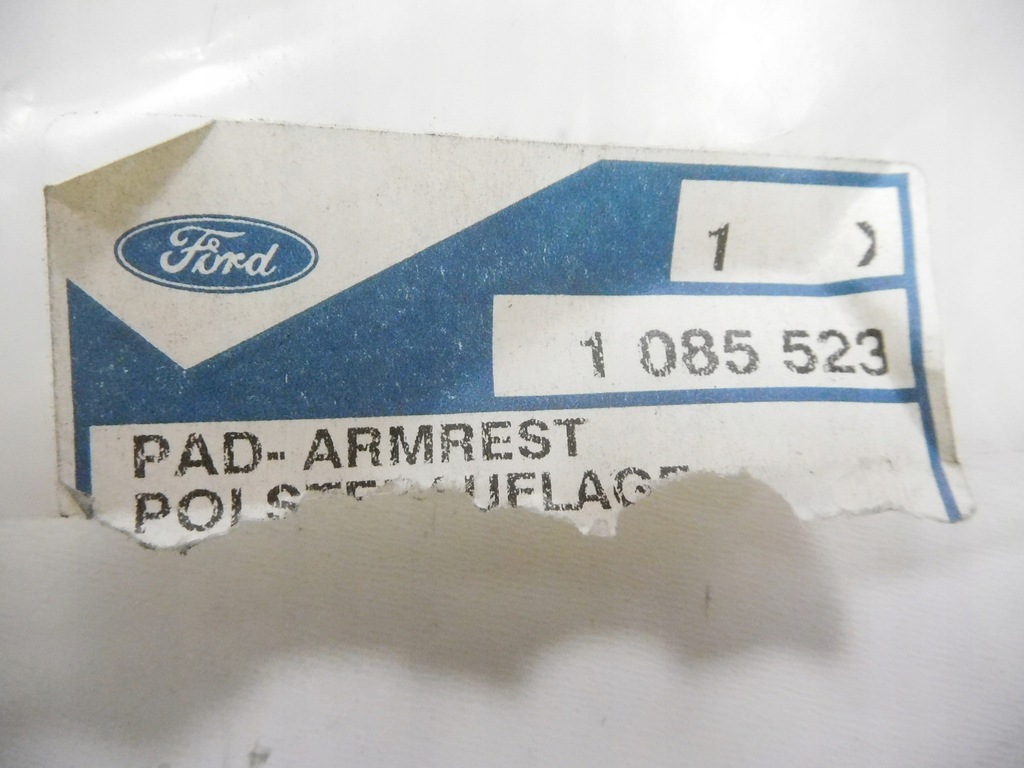 Ford
1 )
1 085 523
PAD-ARMREST